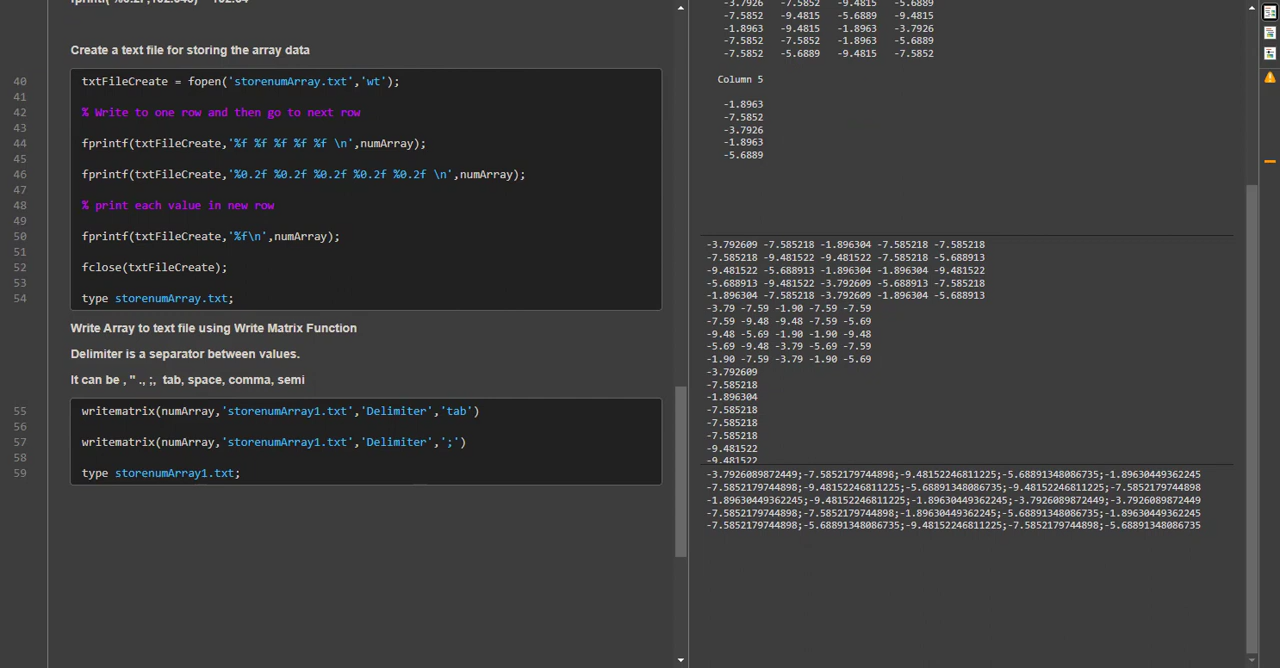 Create a text file for storing the array data
40 txtFileCreate = fopen('storenumArray.txt','wt');
41
42 % Write to one row and then go to next row
43
44 fprintf(txtFileCreate,'%f %f %f %f %f \n',numArray);
45
46 fprintf(txtFileCreate,'%0.2f %0.2f %0.2f %0.2f %0.2f \n',numArray);
47
48 % print each value in new row
49
50 fprintf(txtFileCreate,'%f\n',numArray);
51
52 fclose(txtFileCreate);
53
54 type storenumArray.txt;
Write Array to text file using Write Matrix Function
Delimiter is a separator between values.
It can be , " ., ;, tab, space, comma, semi
55 writematrix(numArray,'storenumArray1.txt','Delimiter','tab')
56
57 writematrix(numArray,'storenumArray1.txt','Delimiter',';')
58
59 type storenumArray1.txt;
-3.7926 -7.5852 -9.4815 -5.6889
-7.5852 -9.4815 -5.6889 -9.4815
-1.8963 -9.4815 -1.8963 -3.7926
-7.5852 -7.5852 -1.8963 -5.6889
-7.5852 -5.6889 -9.4815 -7.5852
Column 5
-1.8963
-7.5852
-3.7926
-1.8963
-5.6889
-3.792609 -7.585218 -1.896304 -7.585218 -7.585218
-7.585218 -9.481522 -9.481522 -7.585218 -5.688913
-9.481522 -5.688913 -1.896304 -1.896304 -9.481522
-5.688913 -9.481522 -3.792609 -5.688913 -7.585218
-1.896304 -7.585218 -3.792609 -1.896304 -5.688913
-3.79 -7.59 -1.90 -7.59 -7.59
-7.59 -9.48 -9.48 -7.59 -5.69
-9.48 -5.69 -1.90 -1.90 -9.48
-5.69 -9.48 -3.79 -5.69 -7.59
-1.90 -7.59 -3.79 -1.90 -5.69
-3.792609
-7.585218
-1.896304
-7.585218
-7.585218
-7.585218
-9.481522
-9.481522
-3.7926089872449;-7.5852179744898;-9.48152246811225;-5.68891348086735;-1.89630449362245
-7.5852179744898;-9.48152246811225;-5.68891348086735;-9.48152246811225;-7.5852179744898
-1.89630449362245;-9.48152246811225;-1.89630449362245;-3.7926089872449;-3.7926089872449
-7.5852179744898;-7.5852179744898;-1.89630449362245;-5.68891348086735;-1.89630449362245
-7.5852179744898;-5.68891348086735;-9.48152246811225;-7.5852179744898;-5.68891348086735